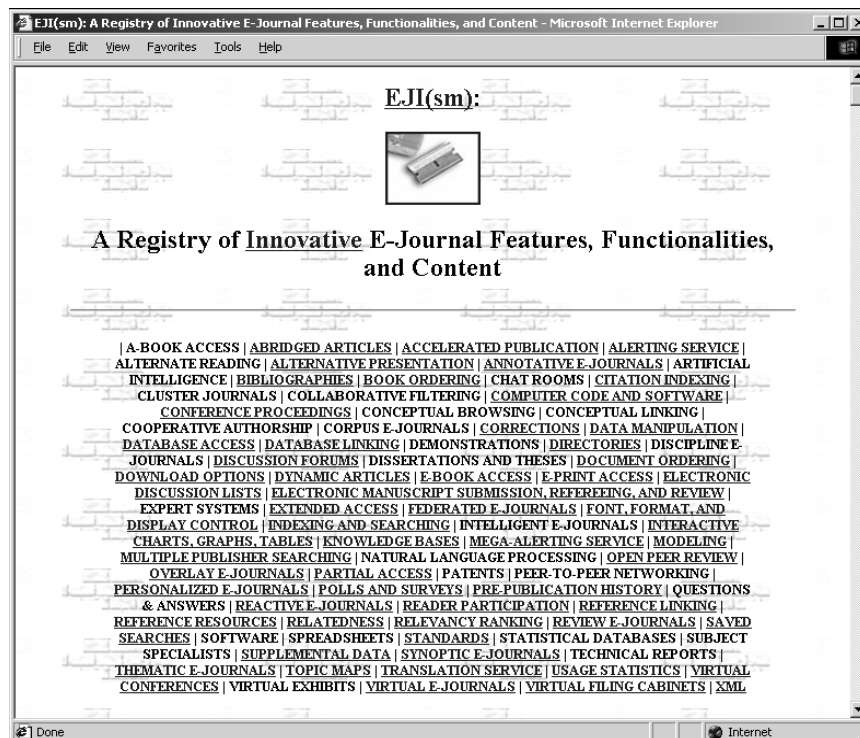 EJI(sm): A Registry of Innovative E-Journal Features, Functionalities, and Content - Microsoft Internet Explorer
File Edit View Favorites Tools Help
EJI(sm):
A Registry of Innovative E-Journal Features, Functionalities,
and Content
| A-BOOK ACCESS | ABRIDGED ARTICLES | ACCELERATED PUBLICATION | ALERTING SERVICE |
ALTERNATE READING | ALTERNATIVE PRESENTATION | ANNOTATIVE E-JOURNALS | ARTIFICIAL
INTELLIGENCE | BIBLIOGRAPHIES | BOOK ORDERING | CHAT ROOMS | CITATION INDEXING |
CLUSTER JOURNALS | COLLABORATIVE FILTERING | COMPUTER CODE AND SOFTWARE |
CONFERENCE PROCEEDINGS | CONCEPTUAL BROWSING | CONCEPTUAL LINKING |
COOPERATIVE AUTHORSHIP | CORPUS E-JOURNALS | CORRECTIONS | DATA MANIPULATION |
DATABASE ACCESS | DATABASE LINKING | DEMONSTRATIONS | DIRECTORIES | DISCIPLINE E-
JOURNALS | DISCUSSION FORUMS | DISSERTATIONS AND THESES | DOCUMENT ORDERING |
DOWNLOAD OPTIONS | DYNAMIC ARTICLES | E-BOOK ACCESS | E-PRINT ACCESS | ELECTRONIC
DISCUSSION LISTS | ELECTRONIC MANUSCRIPT SUBMISSION, REFEREEING, AND REVIEW |
EXPERT SYSTEMS | EXTENDED ACCESS | FEDERATED E-JOURNALS | FONT, FORMAT, AND
DISPLAY CONTROL | INDEXING AND SEARCHING | INTELLIGENT E-JOURNALS | INTERACTIVE
CHARTS, GRAPHS, TABLES | KNOWLEDGE BASES | MEGA-ALERTING SERVICE | MODELING |
MULTIPLE PUBLISHER SEARCHING | NATURAL LANGUAGE PROCESSING | OPEN PEER REVIEW |
OVERLAY E-JOURNALS | PARTIAL ACCESS | PATENTS | PEER-TO-PEER NETWORKING |
PERSONALIZED E-JOURNALS | POLLS AND SURVEYS | PRE-PUBLICATION HISTORY | QUESTIONS
& ANSWERS | REACTIVE E-JOURNALS | READER PARTICIPATION | REFERENCE LINKING |
REFERENCE RESOURCES | RELATEDNESS | RELEVANCY RANKING | REVIEW E-JOURNALS | SAVED
SEARCHES | SOFTWARE | SPREADSHEETS | STANDARDS | STATISTICAL DATABASES | SUBJECT
SPECIALISTS | SUPPLEMENTAL DATA | SYNOPTIC E-JOURNALS | TECHNICAL REPORTS |
THEMATIC E-JOURNALS | TOPIC MAPS | TRANSLATION SERVICE | USAGE STATISTICS | VIRTUAL
CONFERENCES | VIRTUAL EXHIBITS | VIRTUAL E-JOURNALS | VIRTUAL FILING CABINETS | XML
Done Internet